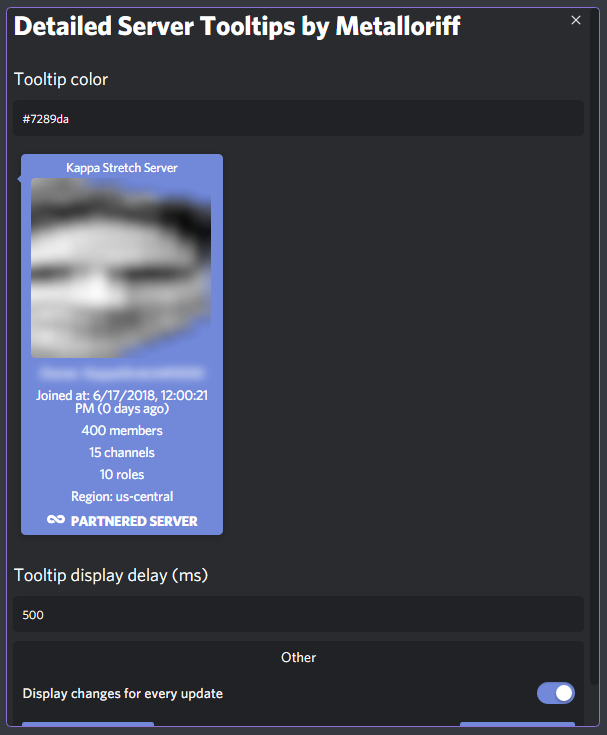 Detailed Server Tooltips by Metalloriff
Tooltip color
#7289da
Kappa Stretch Server
Joined at: 6/17/2018, 12:00:21
PM (0 days ago)
400 members
15 channels
10 roles
Region: us-central
PARTNERED SERVER
Tooltip display delay (ms)
500
Other
Display changes for every update